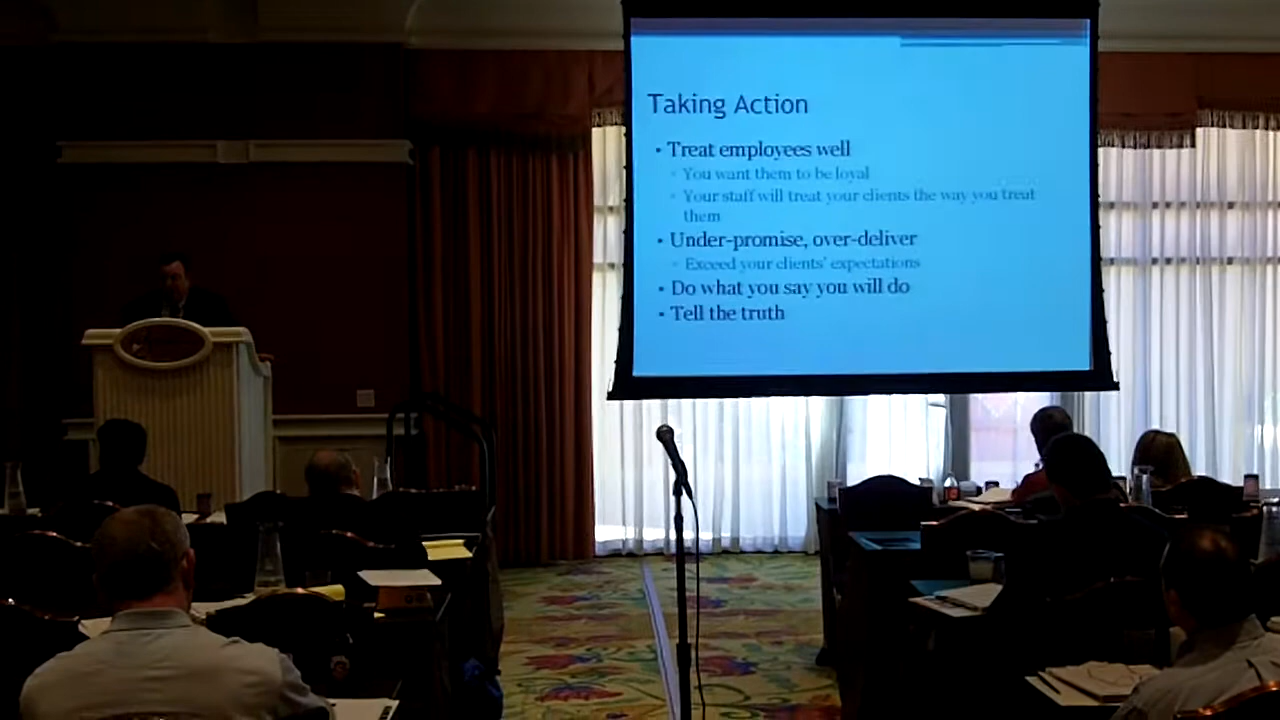 Taking Action
• Treat employees well
▫ You want them to be loyal
▫ Your staff will treat your clients the way you treat
them
• Under-promise, over-deliver
▫ Exceed your clients' expectations
• Do what you say you will do
• Tell the truth